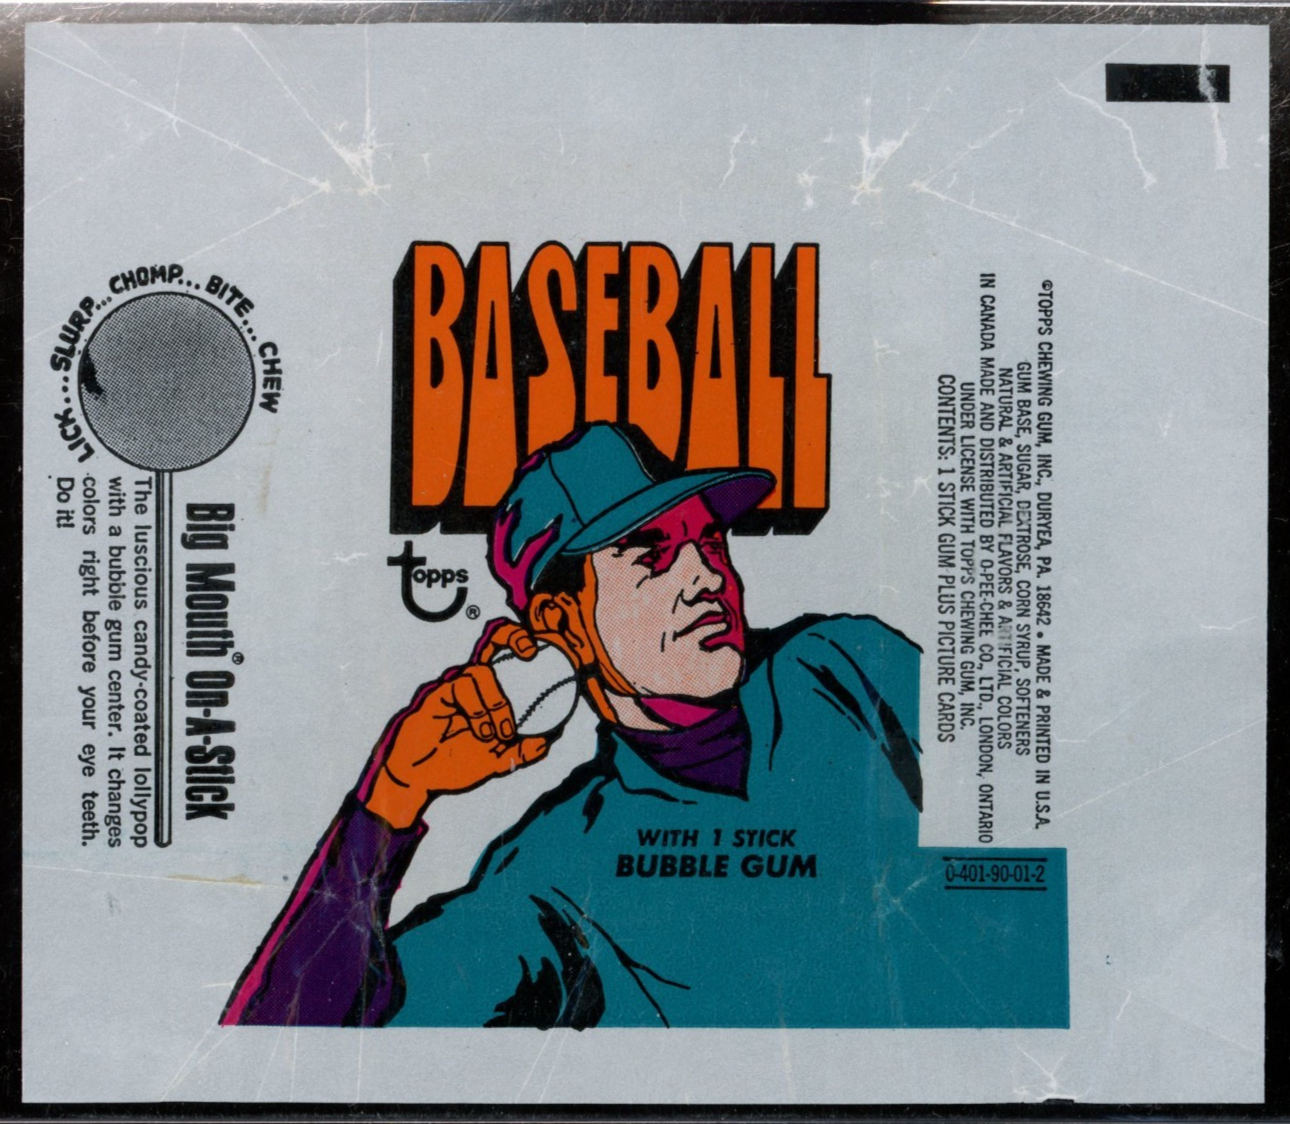 BASEBALL
topps®
WITH 1 STICK
BUBBLE GUM
LICK... SLURP... CHOMP... BITE... CHEW
Big Mouth® On-A-Stick
The luscious candy-coated lollypop
with a bubble gum center. It changes
colors right before your eye teeth.
Do it!
©TOPPS CHEWING GUM, INC., DURYEA, PA. 18642 • MADE & PRINTED IN U.S.A.
GUM BASE, SUGAR, DEXTROSE, CORN SYRUP, SOFTENERS
NATURAL & ARTIFICIAL FLAVORS & ARTIFICIAL COLORS
IN CANADA MADE AND DISTRIBUTED BY O-PEE-CHEE CO., LTD., LONDON, ONTARIO
UNDER LICENSE WITH TOPPS CHEWING GUM, INC.
CONTENTS: 1 STICK GUM PLUS PICTURE CARDS
0-401-90-01-2